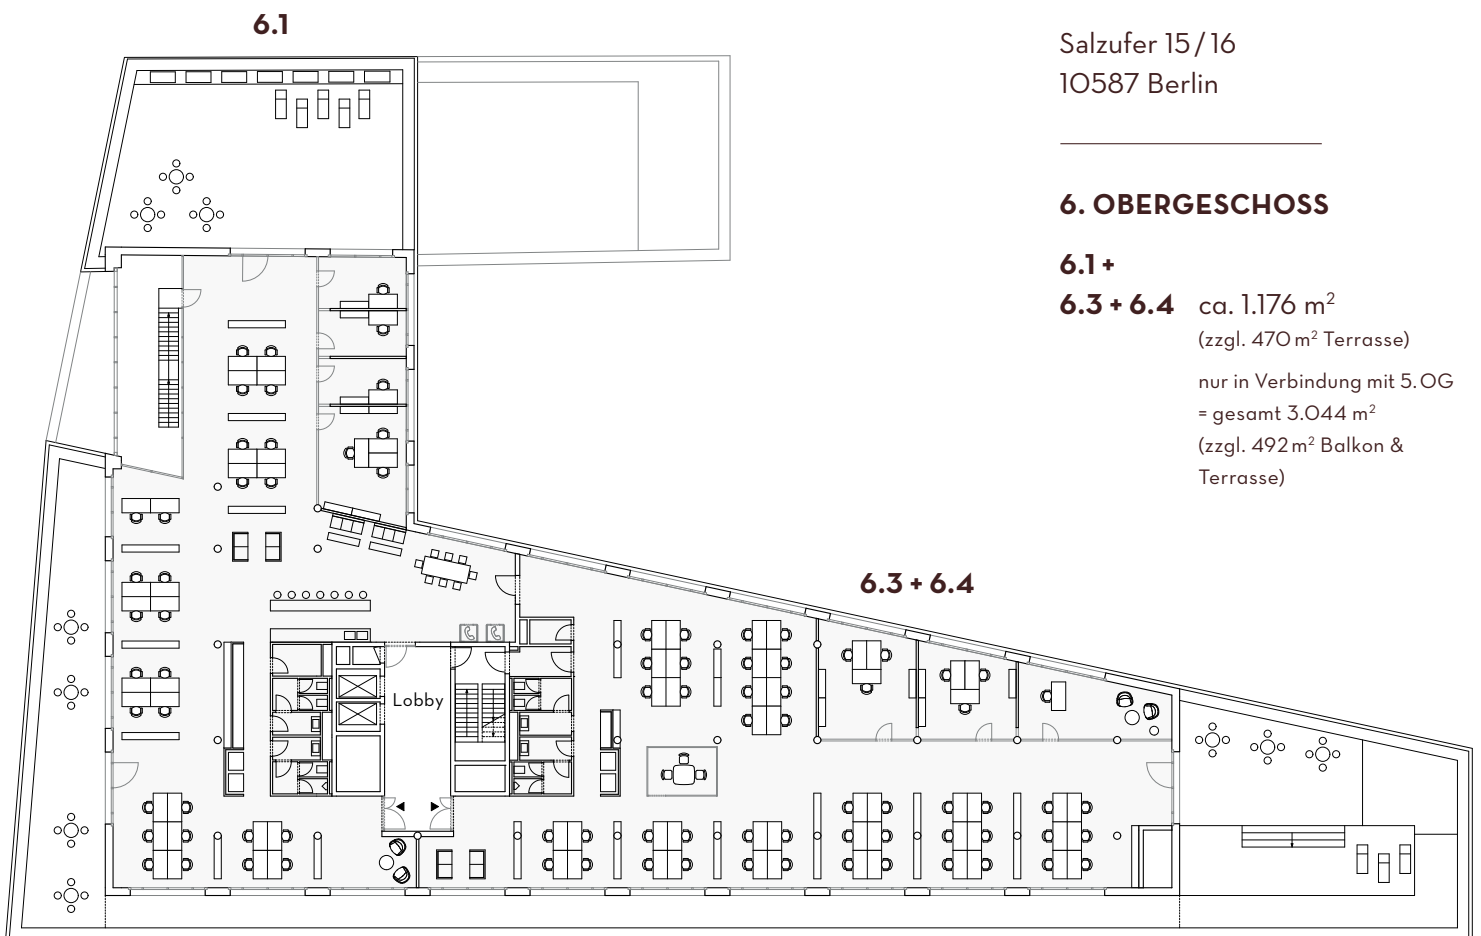 6.1
Salzufer 15 / 16
10587 Berlin
6. OBERGESCHOSS
6.1 +
6.3 + 6.4 ca. 1.176 m²
(zzgl. 470 m² Terrasse)
nur in Verbindung mit 5. OG
= gesamt 3.044 m²
(zzgl. 492 m² Balkon &
Terrasse)
6.3 + 6.4
Lobby